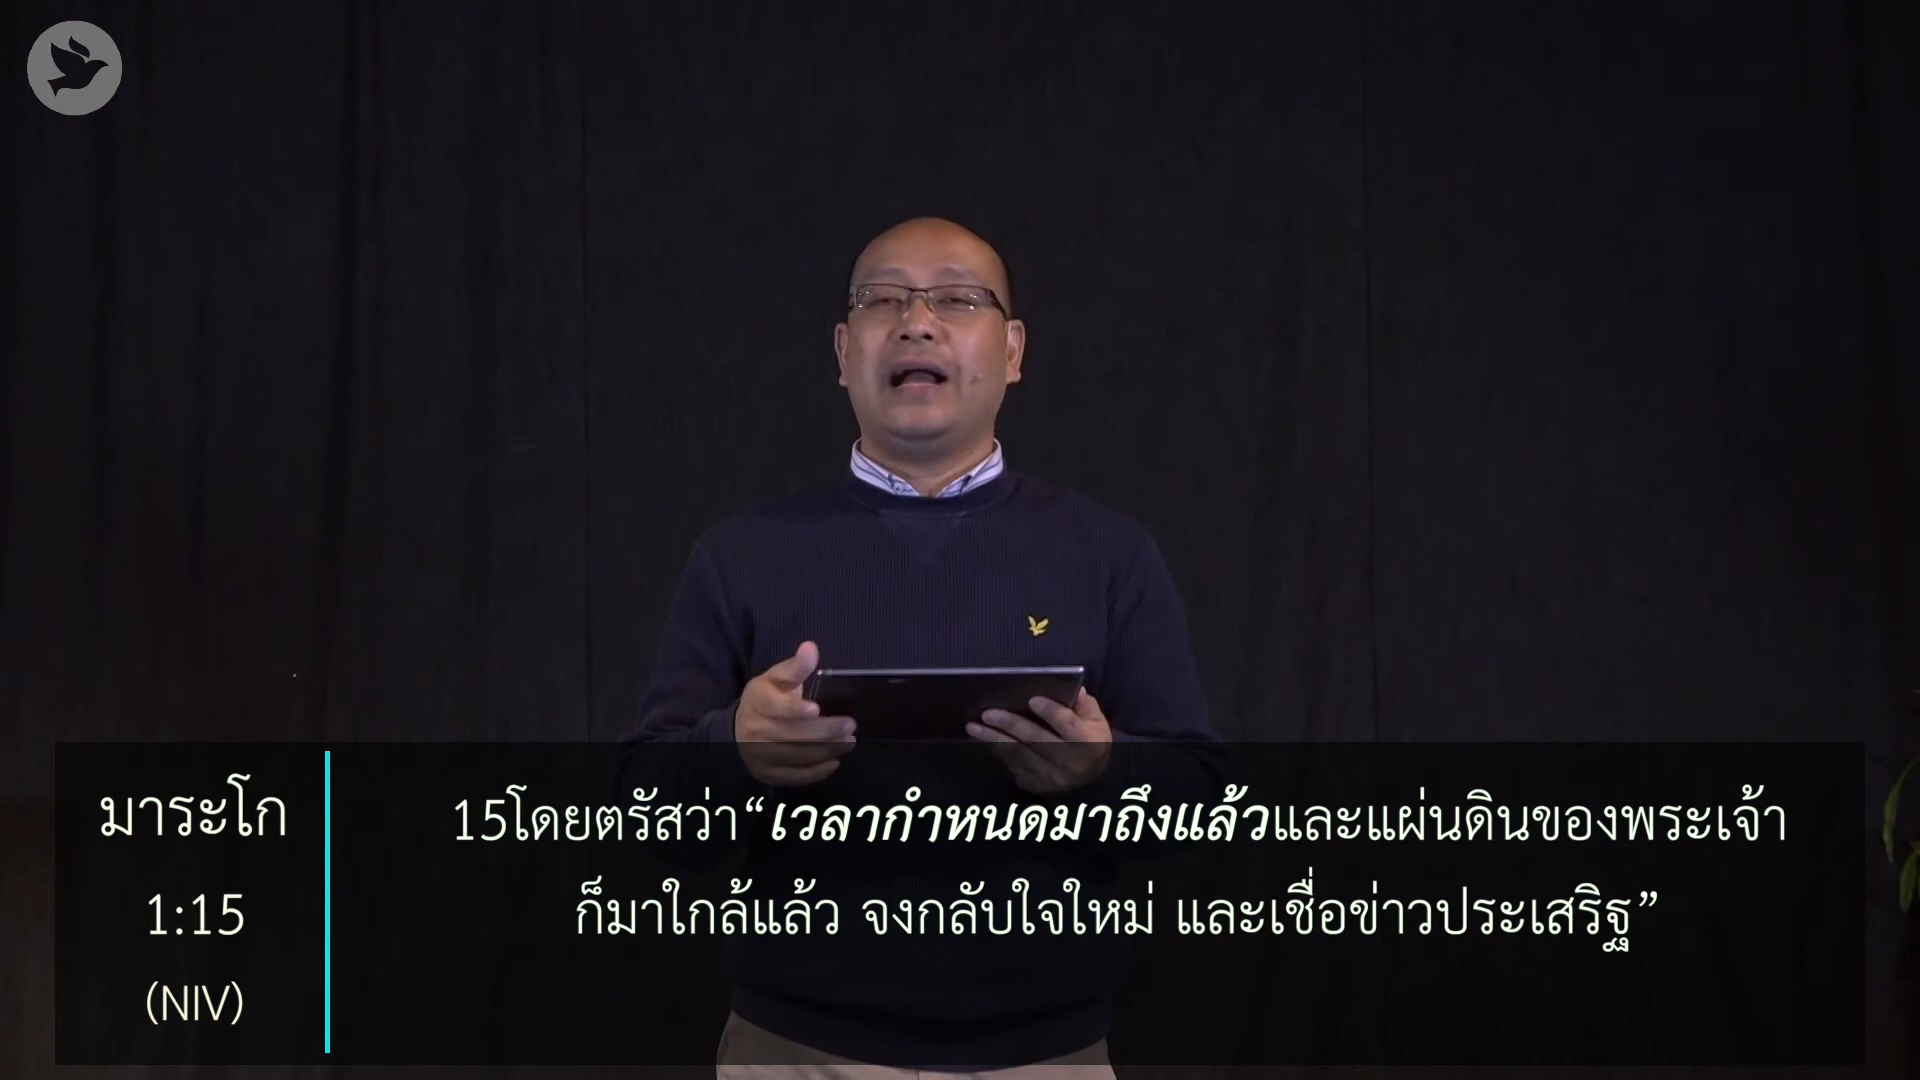 มาระโก
1:15
(NIV)
15โดยตรัสว่า“เวลากำหนดมาถึงแล้วและแผ่นดินของพระเจ้า
ก็มาใกล้แล้ว จงกลับใจใหม่ และเชื่อข่าวประเสริฐ”